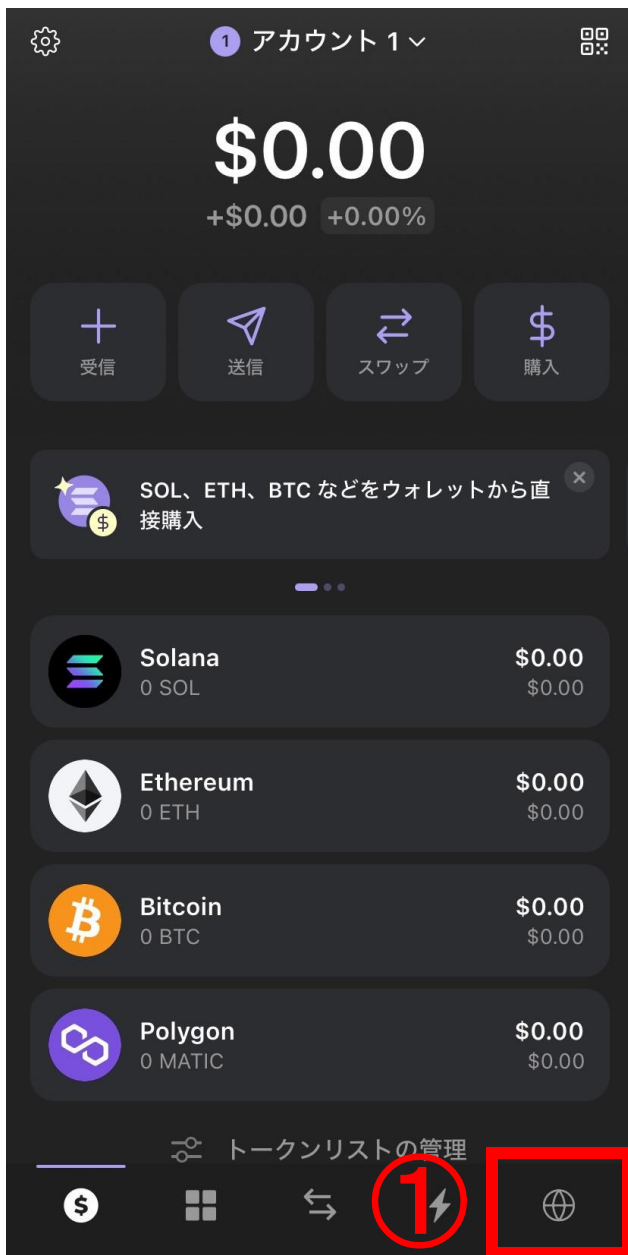 1 アカウント 1
$0.00
+$0.00 +0.00%
受信 送信 スワップ 購入
SOL、ETH、BTC などをウォレットから直
接購入
Solana $0.00
0 SOL $0.00
Ethereum $0.00
0 ETH $0.00
Bitcoin $0.00
0 BTC $0.00
Polygon $0.00
0 MATIC $0.00
トークンリストの管理
①